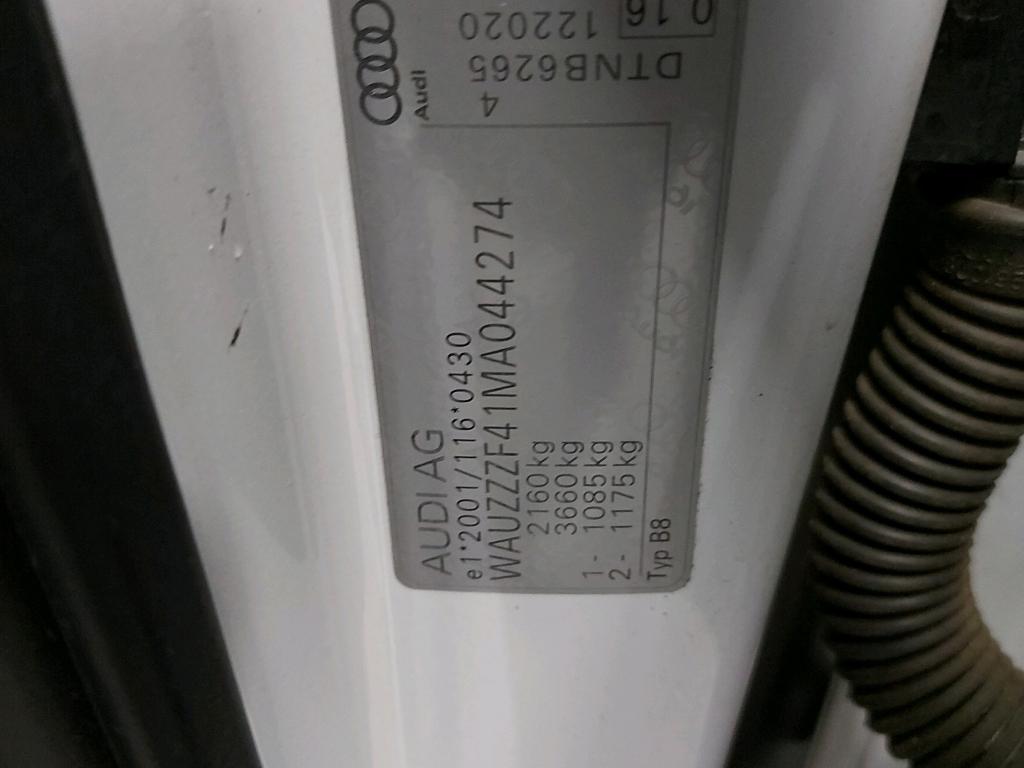 AUDI AG
e1*2001/116*0430
WAUZZZF41MA044274
2160kg
3660kg
1- 1085kg
2- 1175kg
Typ B8
Audi
4
DTNB6265
122020
0.16